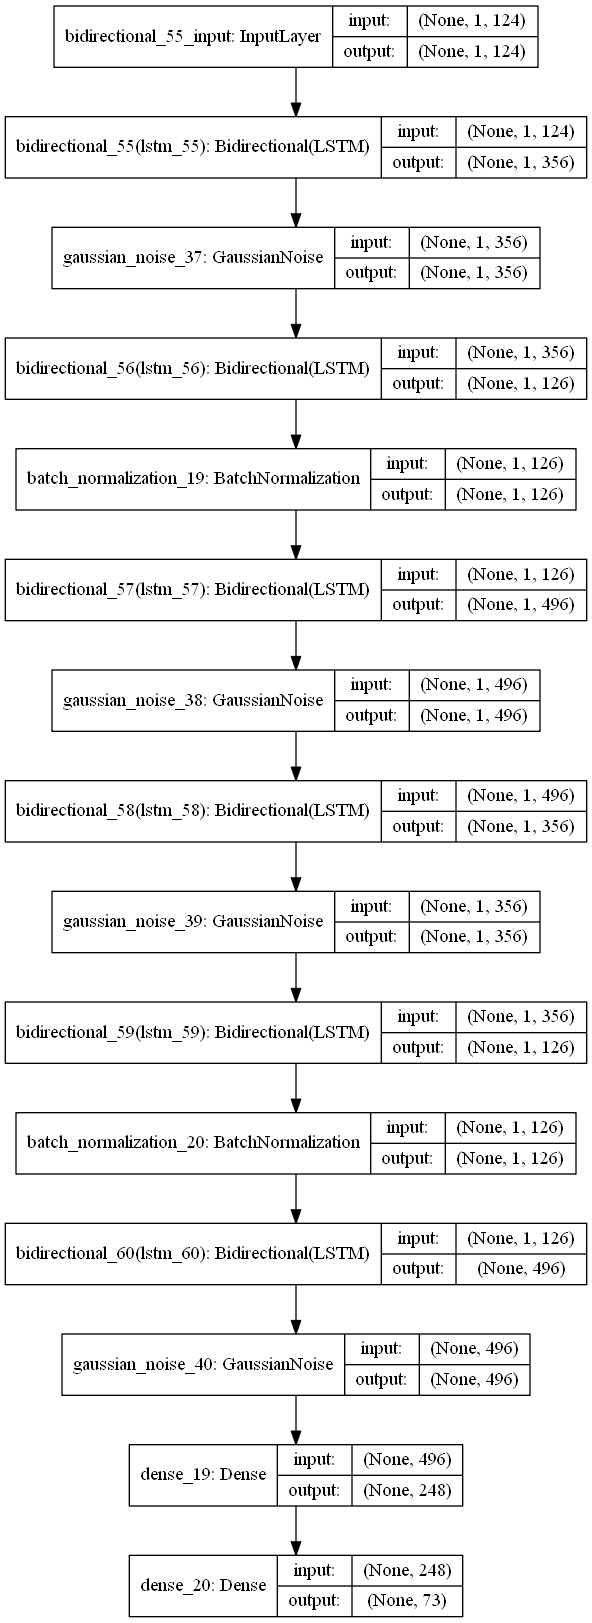 bidirectional_55_input: InputLayer
input: (None, 1, 124)
output: (None, 1, 124)
bidirectional_55(lstm_55): Bidirectional(LSTM)
input: (None, 1, 124)
output: (None, 1, 356)
gaussian_noise_37: GaussianNoise
input: (None, 1, 356)
output: (None, 1, 356)
bidirectional_56(lstm_56): Bidirectional(LSTM)
input: (None, 1, 356)
output: (None, 1, 126)
batch_normalization_19: BatchNormalization
input: (None, 1, 126)
output: (None, 1, 126)
bidirectional_57(lstm_57): Bidirectional(LSTM)
input: (None, 1, 126)
output: (None, 1, 496)
gaussian_noise_38: GaussianNoise
input: (None, 1, 496)
output: (None, 1, 496)
bidirectional_58(lstm_58): Bidirectional(LSTM)
input: (None, 1, 496)
output: (None, 1, 356)
gaussian_noise_39: GaussianNoise
input: (None, 1, 356)
output: (None, 1, 356)
bidirectional_59(lstm_59): Bidirectional(LSTM)
input: (None, 1, 356)
output: (None, 1, 126)
batch_normalization_20: BatchNormalization
input: (None, 1, 126)
output: (None, 1, 126)
bidirectional_60(lstm_60): Bidirectional(LSTM)
input: (None, 1, 126)
output: (None, 496)
gaussian_noise_40: GaussianNoise
input: (None, 496)
output: (None, 496)
dense_19: Dense
input: (None, 496)
output: (None, 248)
dense_20: Dense
input: (None, 248)
output: (None, 73)